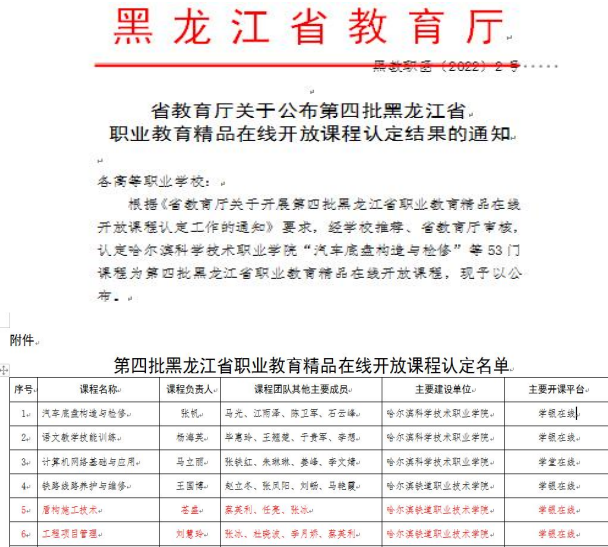 黑龙江省教育厅
黑教职函〔2022〕2号
省教育厅关于公布第四批黑龙江省
职业教育精品在线开放课程认定结果的通知
各高等职业学校：
根据《省教育厅关于开展第四批黑龙江省职业教育精品在线
开放课程认定工作的通知》要求，经学校推荐、省教育厅审核，
认定哈尔滨科学技术职业学院“汽车底盘构造与检修”等 53 门
课程为第四批黑龙江省职业教育精品在线开放课程，现予以公
布。
附件
第四批黑龙江省职业教育精品在线开放课程认定名单
序号 课程名称 课程负责人 课程团队其他主要成员 主要建设单位 主要开课平台
1 汽车底盘构造与检修 张帆 马光、江雨泽、陈卫军、石云峰 哈尔滨科学技术职业学院 学银在线
2 语文教学技能训练 杨海英 毕惠玲、王翅楚、于贵军、李想 哈尔滨科学技术职业学院 学银在线
3 计算机网络基础与应用 马立丽 张铁红、朱琳琳、姜峰、李文婧 哈尔滨科学技术职业学院 学堂在线
4 铁路线路养护与维修 王国博 赵立冬、张凤阳、刘畅、马艳霞 哈尔滨铁道职业技术学院 学银在线
5 盾构施工技术 苍盛 蔡英利、任亮、张冰 哈尔滨铁道职业技术学院 学银在线
6 工程项目管理 刘慧玲 张冰、杜晓波、李月娇、蔡英利 哈尔滨铁道职业技术学院 学银在线